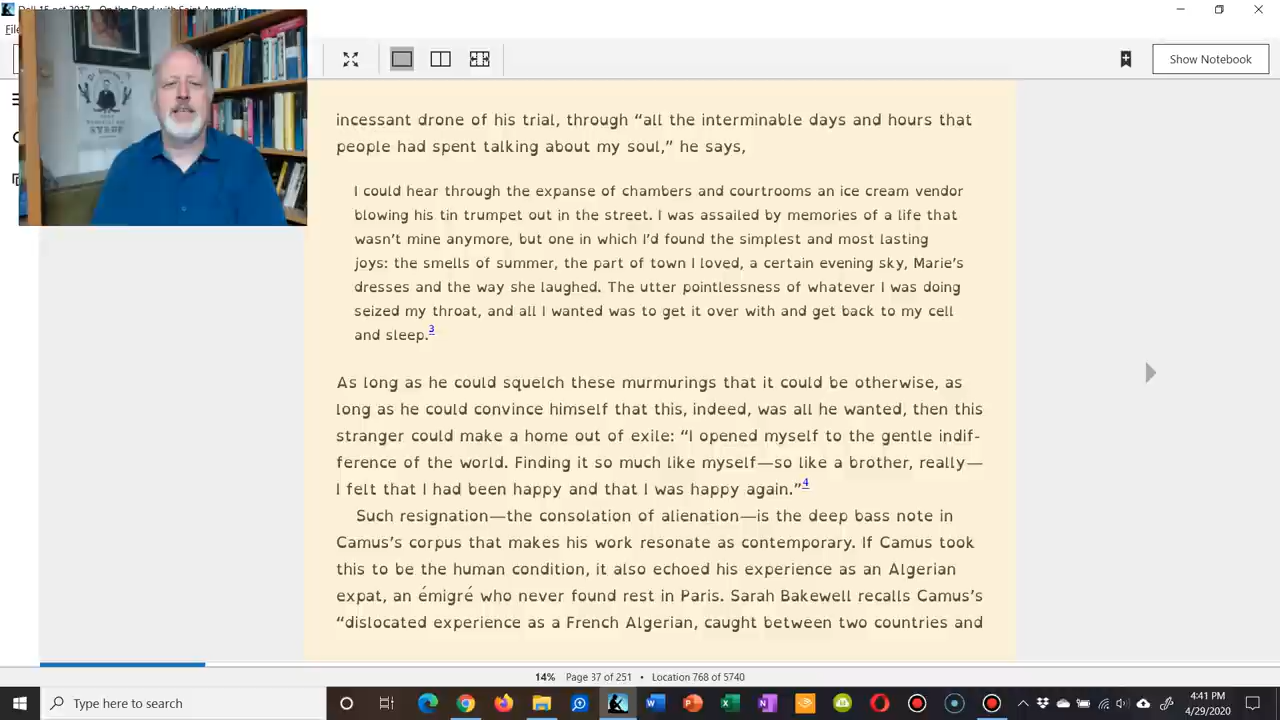 File
Show Notebook
incessant drone of his trial, through “all the interminable days and hours that
people had spent talking about my soul,” he says,
I could hear through the expanse of chambers and courtrooms an ice cream vendor
blowing his tin trumpet out in the street. I was assailed by memories of a life that
wasn’t mine anymore, but one in which I’d found the simplest and most lasting
joys: the smells of summer, the part of town I loved, a certain evening sky, Marie’s
dresses and the way she laughed. The utter pointlessness of whatever I was doing
seized my throat, and all I wanted was to get it over with and get back to my cell
and sleep.3
As long as he could squelch these murmurings that it could be otherwise, as
long as he could convince himself that this, indeed, was all he wanted, then this
stranger could make a home out of exile: “I opened myself to the gentle indif-
ference of the world. Finding it so much like myself—so like a brother, really—
I felt that I had been happy and that I was happy again.”4
Such resignation—the consolation of alienation—is the deep bass note in
Camus’s corpus that makes his work resonate as contemporary. If Camus took
this to be the human condition, it also echoed his experience as an Algerian
expat, an émigré who never found rest in Paris. Sarah Bakewell recalls Camus’s
“dislocated experience as a French Algerian, caught between two countries and
14% Page 37 of 251 • Location 768 of 5740
Type here to search
4:41 PM
4/29/2020